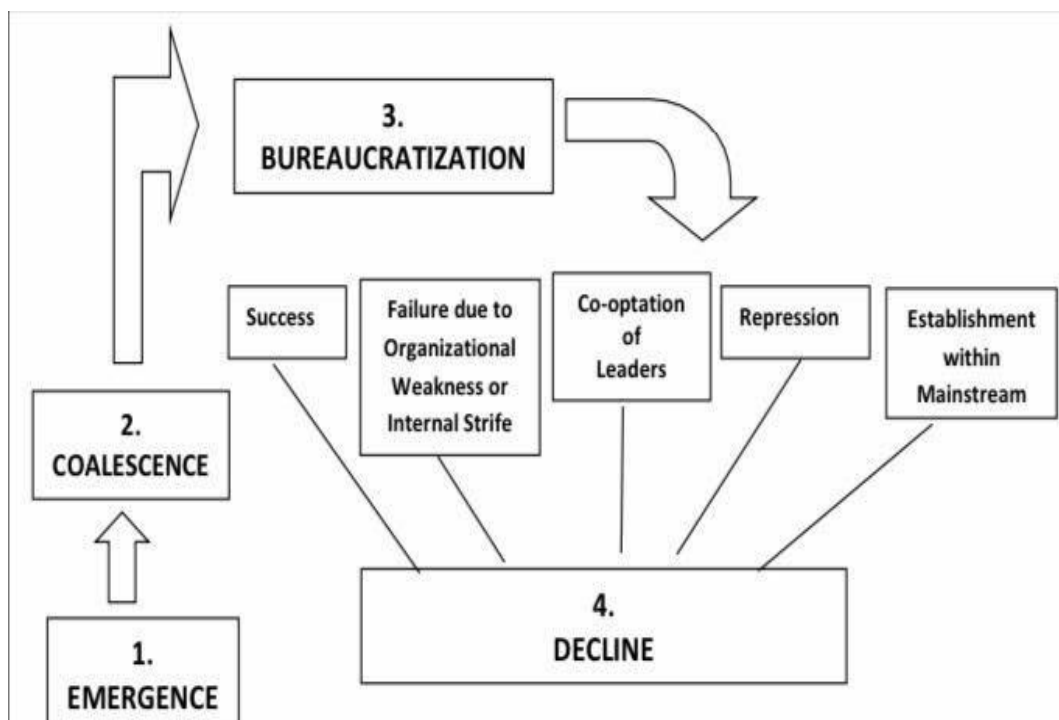 3.
BUREAUCRATIZATION
Success
Failure due to
Organizational
Weakness or
Internal Strife
Co-optation
of
Leaders
Repression
Establishment
within
Mainstream
2.
COALESCENCE
4.
DECLINE
1.
EMERGENCE